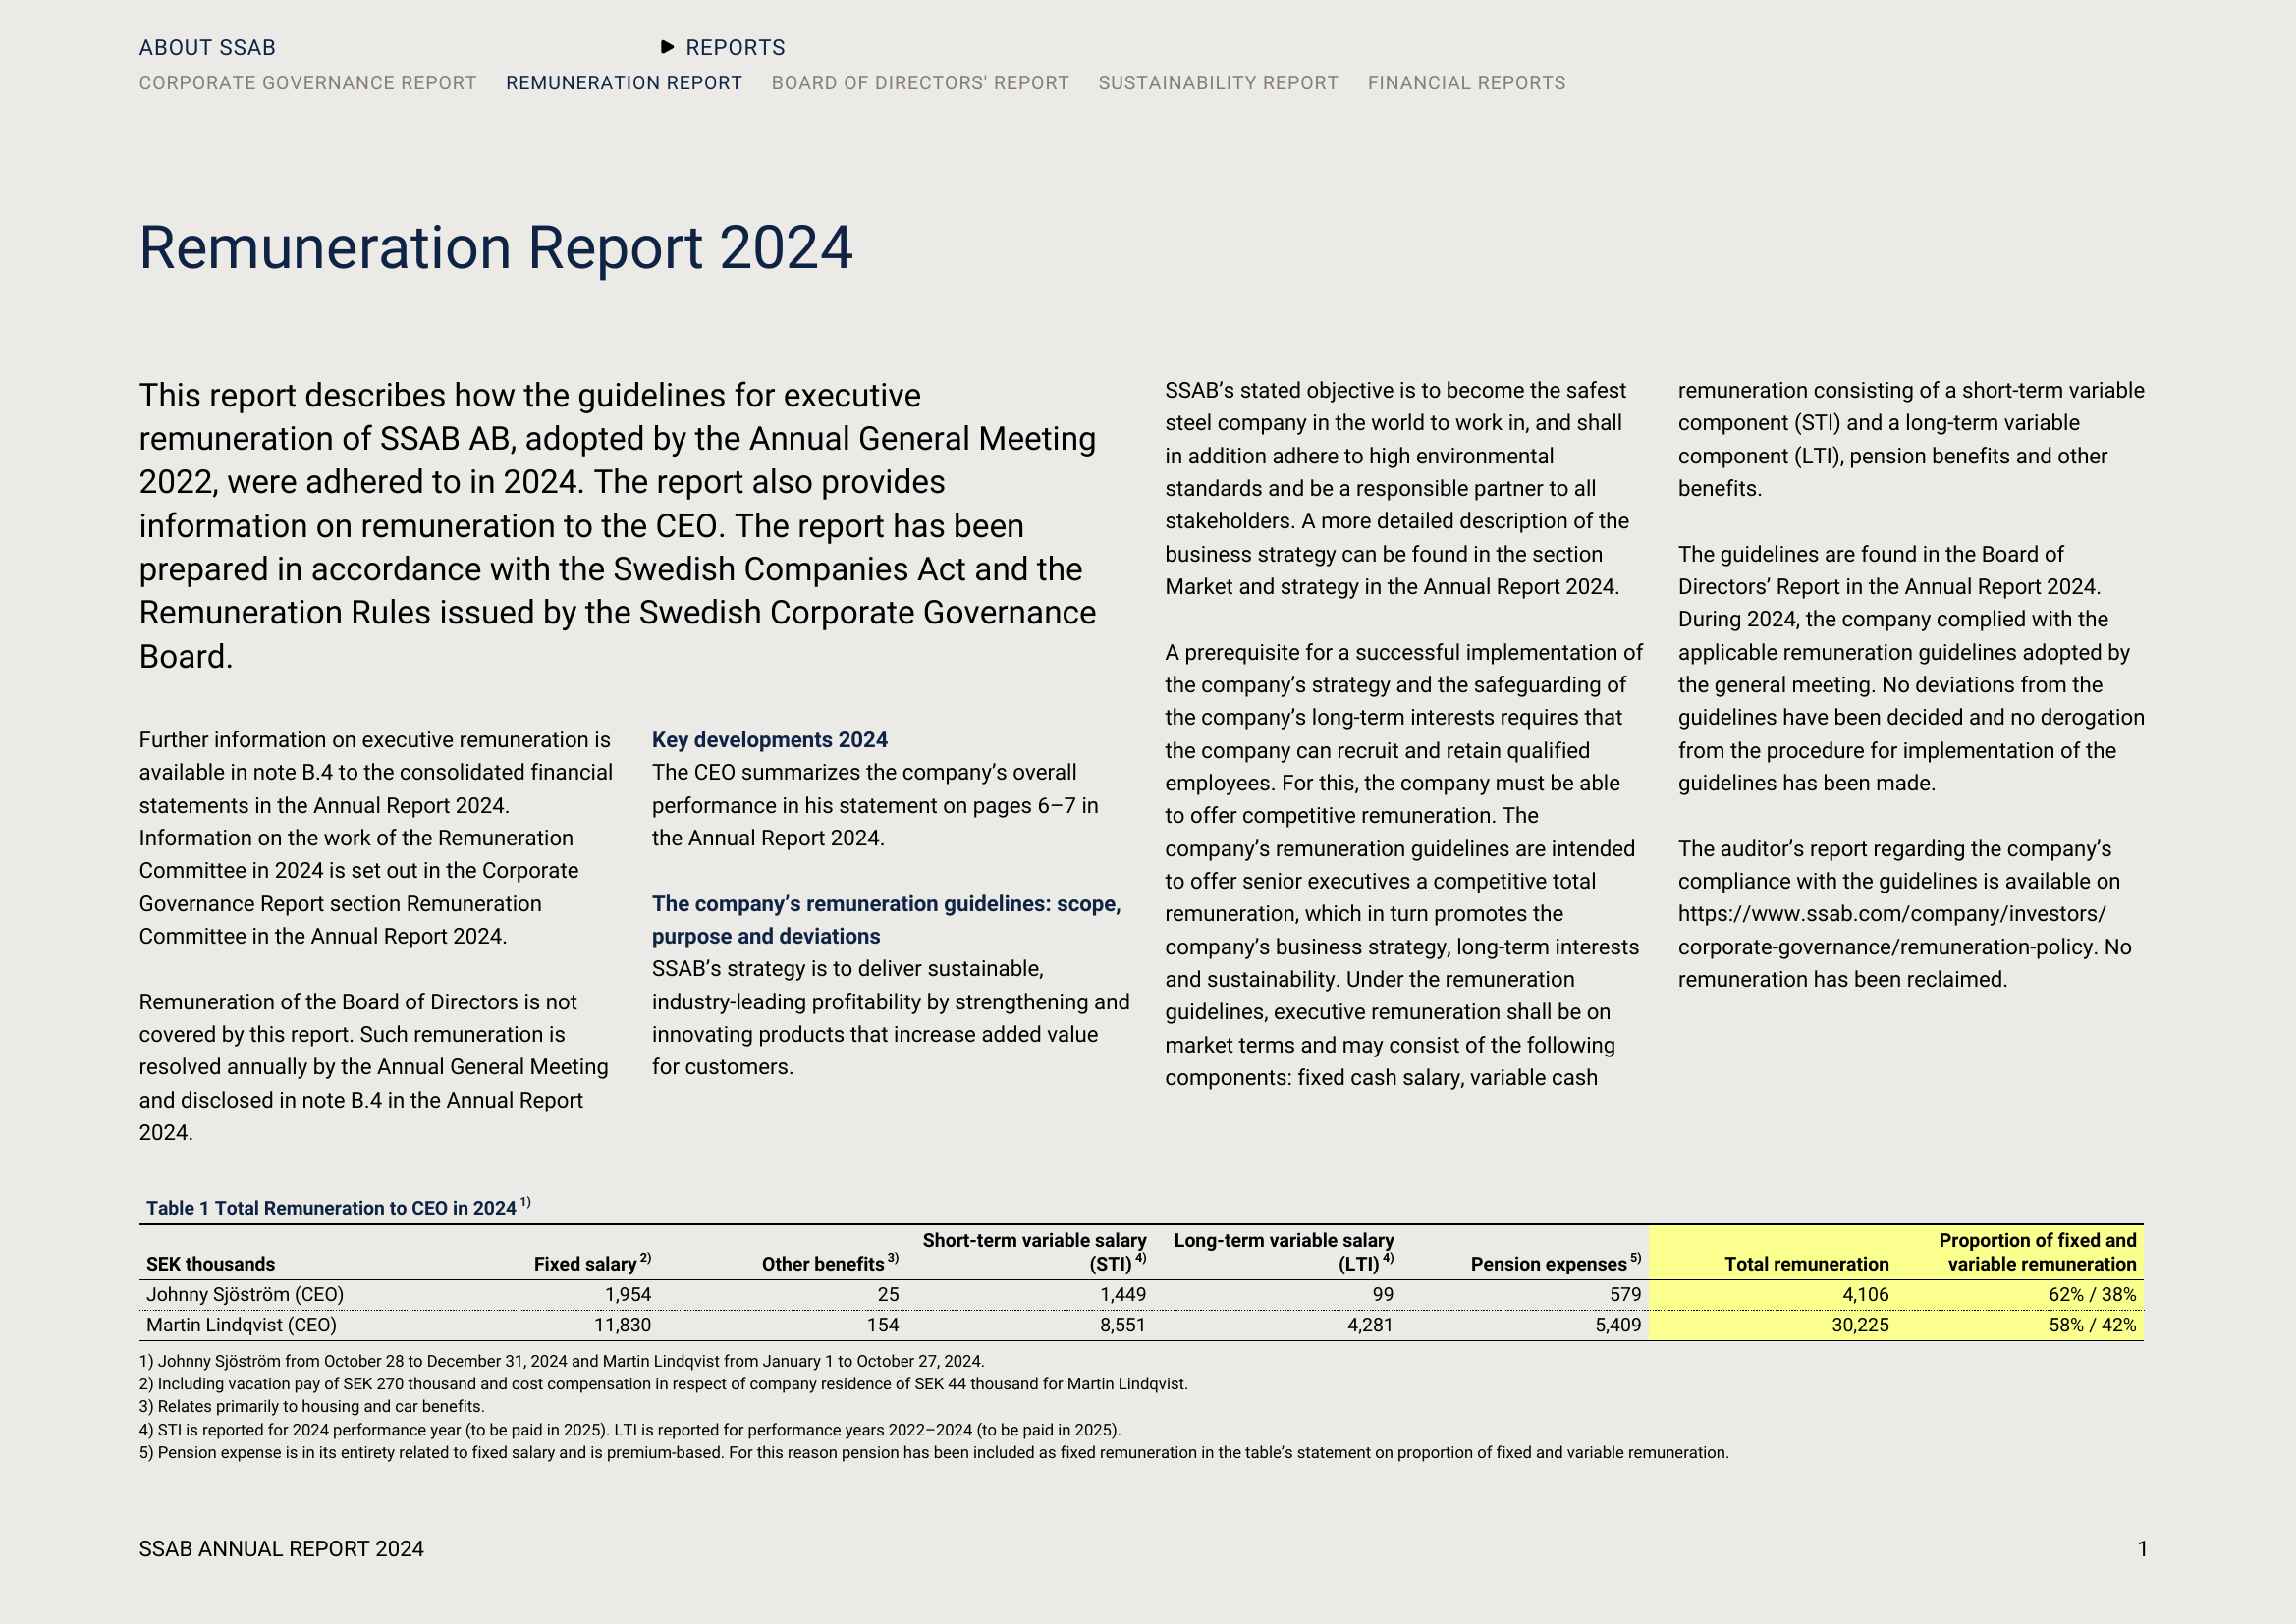 ABOUT SSAB
REPORTS
CORPORATE GOVERNANCE REPORT REMUNERATION REPORT BOARD OF DIRECTORS' REPORT SUSTAINABILITY REPORT FINANCIAL REPORTS
Remuneration Report 2024
This report describes how the guidelines for executive
remuneration of SSAB AB, adopted by the Annual General Meeting
2022, were adhered to in 2024. The report also provides
information on remuneration to the CEO. The report has been
prepared in accordance with the Swedish Companies Act and the
Remuneration Rules issued by the Swedish Corporate Governance
Board.
Further information on executive remuneration is
available in note B.4 to the consolidated financial
statements in the Annual Report 2024.
Information on the work of the Remuneration
Committee in 2024 is set out in the Corporate
Governance Report section Remuneration
Committee in the Annual Report 2024.
Remuneration of the Board of Directors is not
covered by this report. Such remuneration is
resolved annually by the Annual General Meeting
and disclosed in note B.4 in the Annual Report
2024.
Key developments 2024
The CEO summarizes the company’s overall
performance in his statement on pages 6–7 in
the Annual Report 2024.
The company’s remuneration guidelines: scope,
purpose and deviations
SSAB’s strategy is to deliver sustainable,
industry-leading profitability by strengthening and
innovating products that increase added value
for customers.
SSAB’s stated objective is to become the safest
steel company in the world to work in, and shall
in addition adhere to high environmental
standards and be a responsible partner to all
stakeholders. A more detailed description of the
business strategy can be found in the section
Market and strategy in the Annual Report 2024.
A prerequisite for a successful implementation of
the company’s strategy and the safeguarding of
the company’s long-term interests requires that
the company can recruit and retain qualified
employees. For this, the company must be able
to offer competitive remuneration. The
company’s remuneration guidelines are intended
to offer senior executives a competitive total
remuneration, which in turn promotes the
company’s business strategy, long-term interests
and sustainability. Under the remuneration
guidelines, executive remuneration shall be on
market terms and may consist of the following
components: fixed cash salary, variable cash
remuneration consisting of a short-term variable
component (STI) and a long-term variable
component (LTI), pension benefits and other
benefits.
The guidelines are found in the Board of
Directors’ Report in the Annual Report 2024.
During 2024, the company complied with the
applicable remuneration guidelines adopted by
the general meeting. No deviations from the
guidelines have been decided and no derogation
from the procedure for implementation of the
guidelines has been made.
The auditor’s report regarding the company’s
compliance with the guidelines is available on
https://www.ssab.com/company/investors/
corporate-governance/remuneration-policy. No
remuneration has been reclaimed.
Table 1 Total Remuneration to CEO in 2024 1)
SEK thousands Fixed salary 2) Other benefits 3) Short-term variable salary (STI) 4) Long-term variable salary (LTI) 4) Pension expenses 5) Total remuneration Proportion of fixed and variable remuneration
Johnny Sjöström (CEO) 1,954 25 1,449 99 579 4,106 62% / 38%
Martin Lindqvist (CEO) 11,830 154 8,551 4,281 5,409 30,225 58% / 42%
1) Johnny Sjöström from October 28 to December 31, 2024 and Martin Lindqvist from January 1 to October 27, 2024.
2) Including vacation pay of SEK 270 thousand and cost compensation in respect of company residence of SEK 44 thousand for Martin Lindqvist.
3) Relates primarily to housing and car benefits.
4) STI is reported for 2024 performance year (to be paid in 2025). LTI is reported for performance years 2022–2024 (to be paid in 2025).
5) Pension expense is in its entirety related to fixed salary and is premium-based. For this reason pension has been included as fixed remuneration in the table’s statement on proportion of fixed and variable remuneration.
SSAB ANNUAL REPORT 2024
1